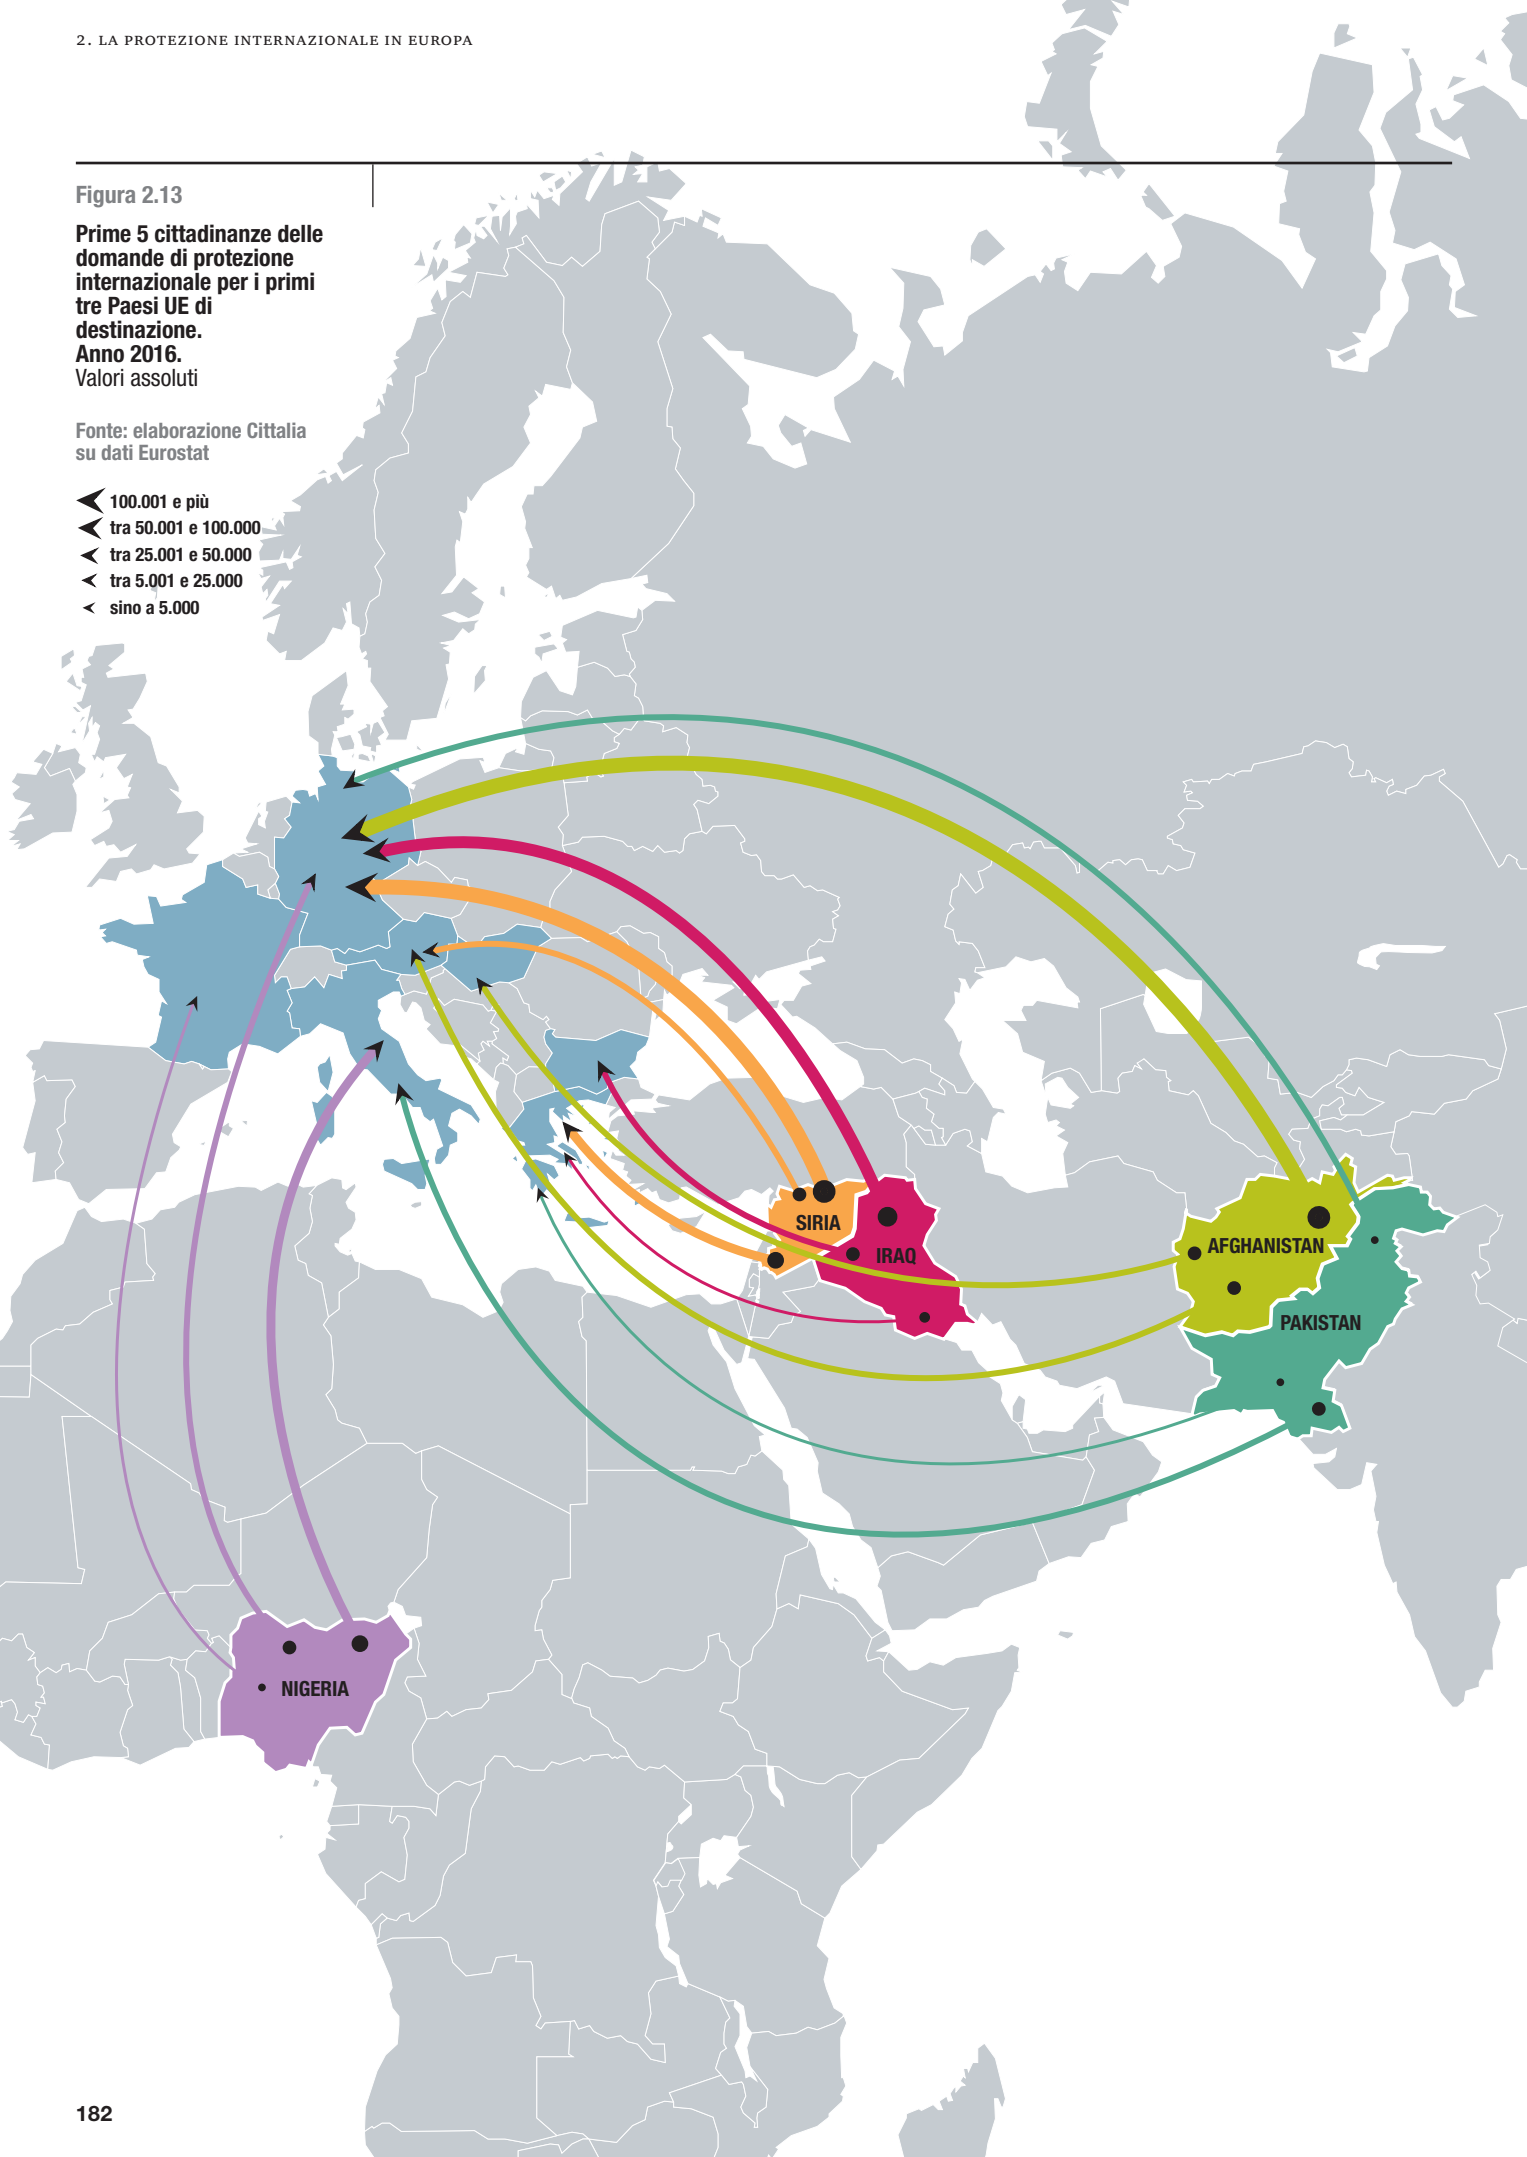 2. LA PROTEZIONE INTERNAZIONALE IN EUROPA
Figura 2.13
Prime 5 cittadinanze delle
domande di protezione
internazionale per i primi
tre Paesi UE di
destinazione.
Anno 2016.
Valori assoluti
Fonte: elaborazione Cittalia
su dati Eurostat
100.001 e più
tra 50.001 e 100.000
tra 25.001 e 50.000
tra 5.001 e 25.000
sino a 5.000
SIRIA
IRAQ
AFGHANISTAN
PAKISTAN
NIGERIA
182